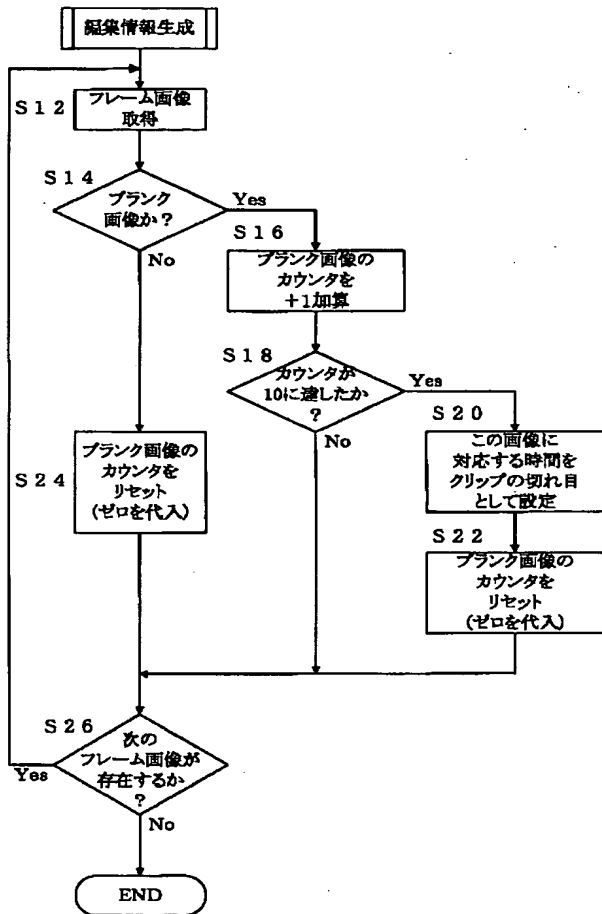 編集情報生成
S12
フレーム画像
取得
S14
ブランク
画像か？
Yes
No
S16
ブランク画像の
カウンタを
＋1加算
S18
カウンタが
10に達したか
？
Yes
No
S20
この画像に
対応する時間を
クリップの切れ目
として設定
S22
ブランク画像の
カウンタを
リセット
(ゼロを代入)
S24
ブランク画像の
カウンタを
リセット
(ゼロを代入)
S26
次の
フレーム画像が
存在するか
？
Yes
No
END